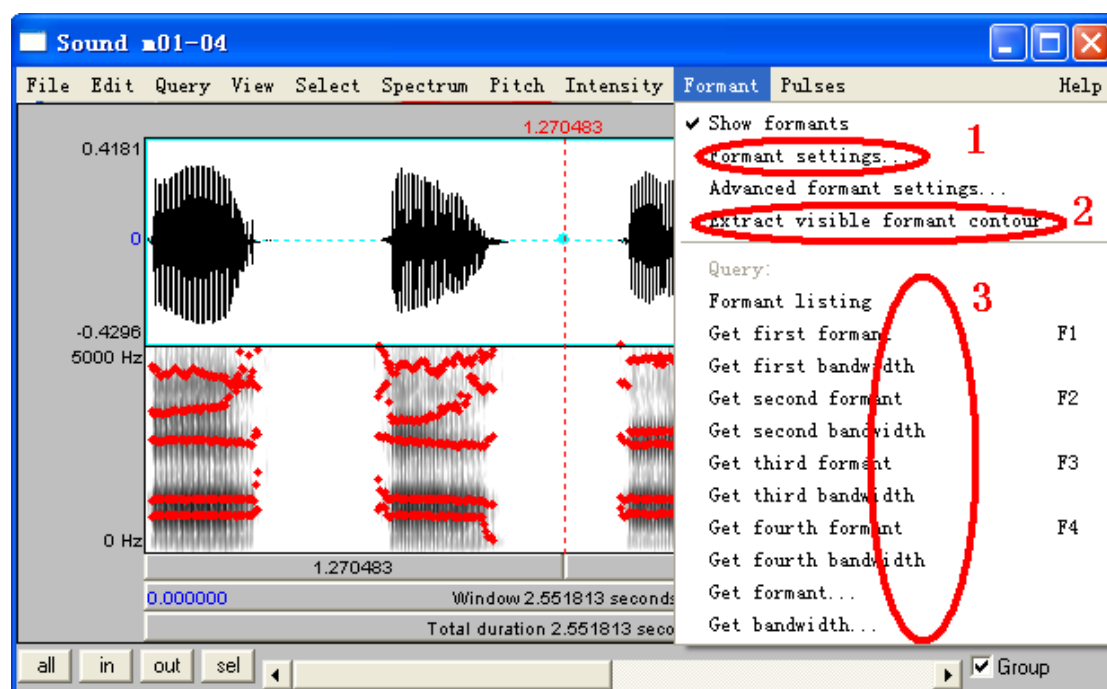 Sound m01-04
File Edit Query View Select Spectrum Pitch Intensity Formant Pulses Help
1.270483
0.4181
0
-0.4296
5000 Hz
0 Hz
1.270483
0.000000 Window 2.551813 seconds
Total duration 2.551813 seco
all in out sel Group
Show formants
1
Formant settings...
Advanced formant settings...
Extract visible formant contour
2
Query:
3
Formant listing
Get first formant F1
Get first bandwidth
Get second formant F2
Get second bandwidth
Get third formant F3
Get third bandwidth
Get fourth formant F4
Get fourth bandwidth
Get formant...
Get bandwidth...